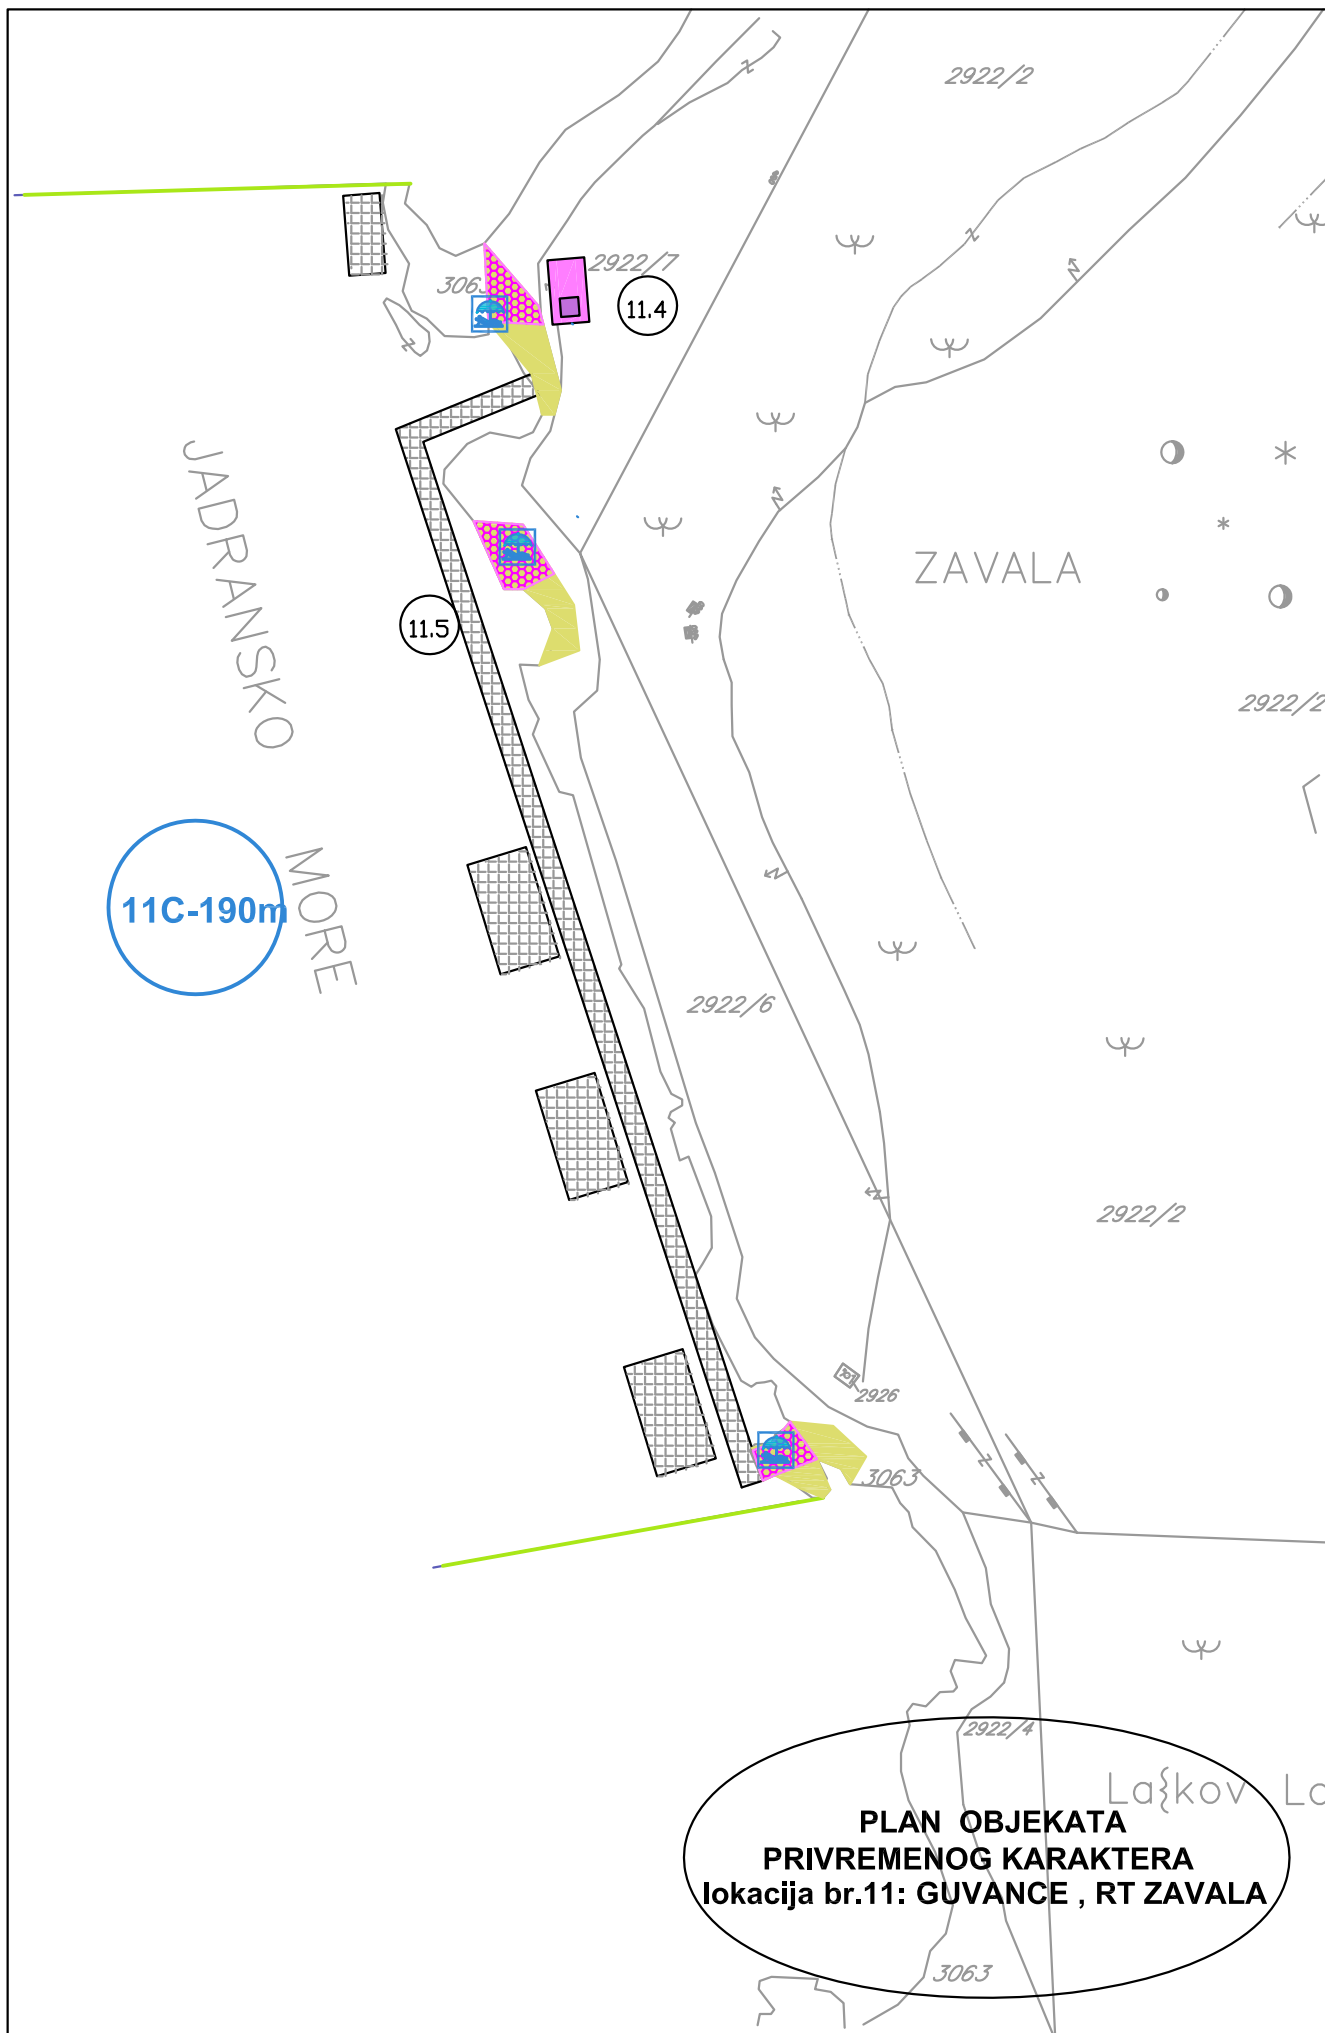 2922/2
2922/7
306
11.4
JADRANSKO
11.5
ZAVALA
2922/2
11C-190m
MORE
2922/6
2922/2
2926
3063
2922/4
Laškov
PLAN OBJEKATA
PRIVREMENOG KARAKTERA
lokacija br.11: GUVANCE , RT ZAVALA
3063